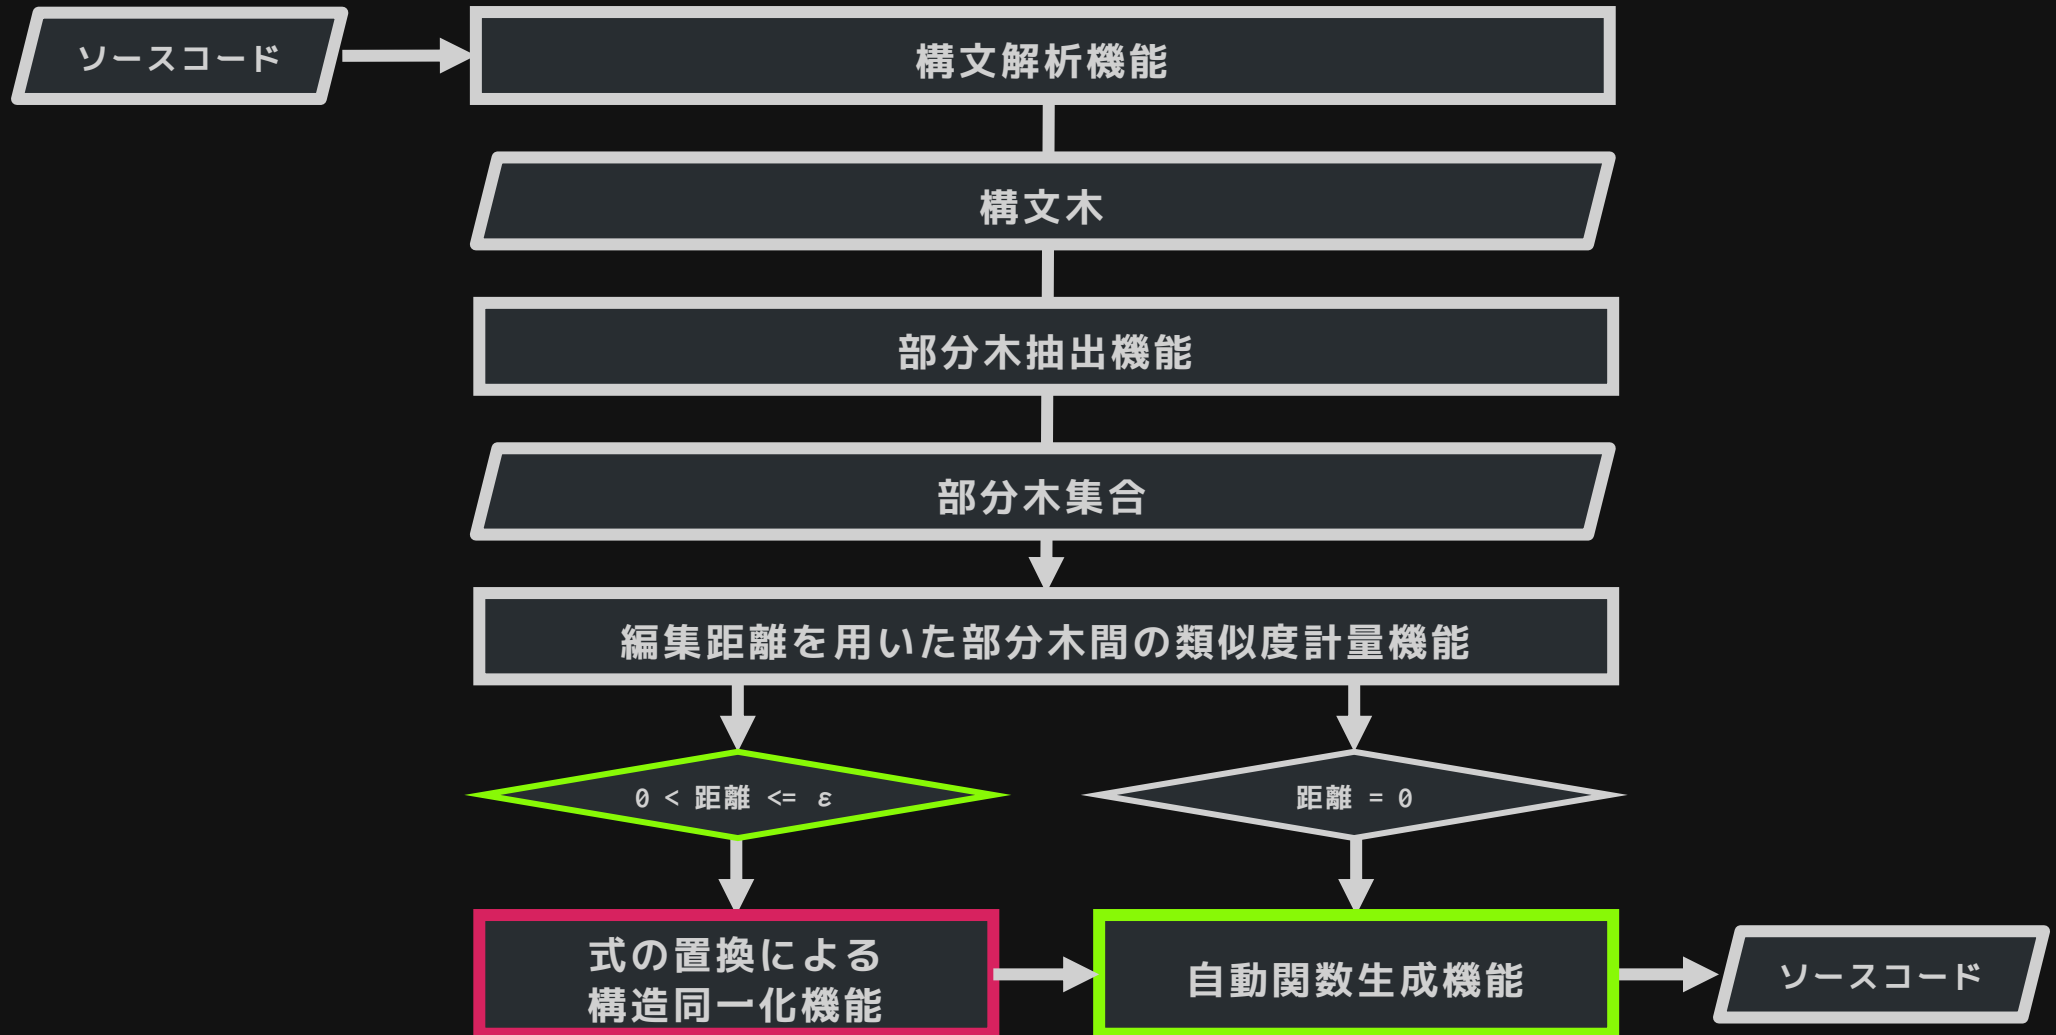 ソースコード
構文解析機能
構文木
部分木抽出機能
部分木集合
編集距離を用いた部分木間の類似度計量機能
0 < 距離 <= ε
距離 = 0
式の置換による
構造同一化機能
自動関数生成機能
ソースコード